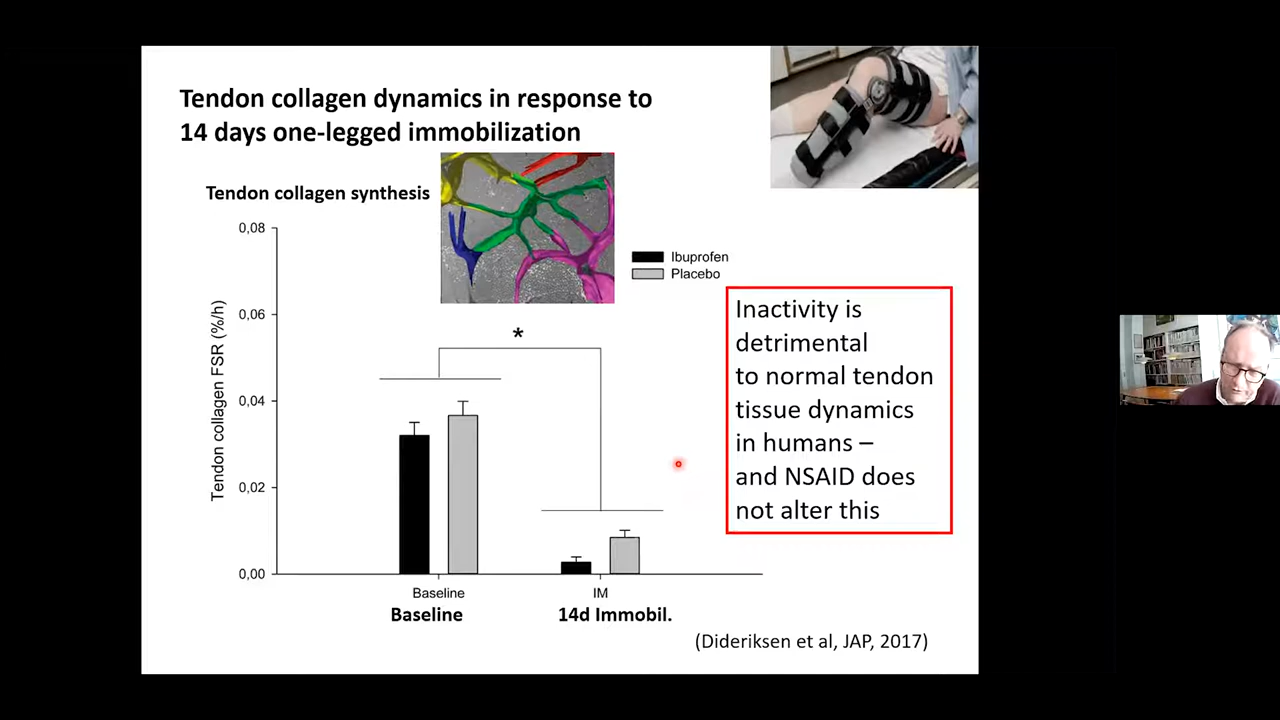 Tendon collagen dynamics in response to
14 days one-legged immobilization
Tendon collagen synthesis
0,08
0,06
0,04
0,02
0,00
Tendon collagen FSR (%/h)
*
Ibuprofen
Placebo
Baseline
IM
Baseline
14d Immobil.
Inactivity is
detrimental
to normal tendon
tissue dynamics
in humans –
and NSAID does
not alter this
(Dideriksen et al, JAP, 2017)